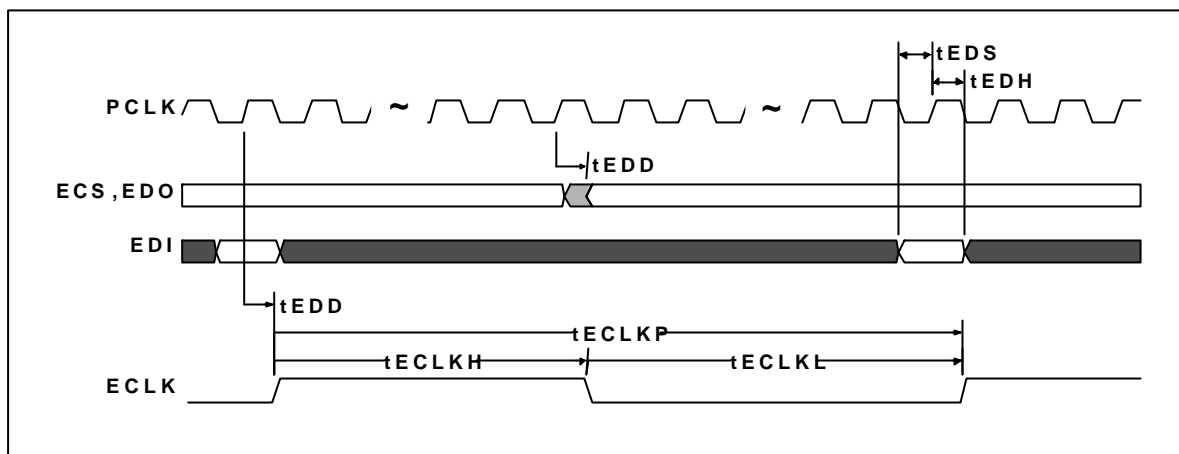 tEDS
tEDH
PCLK
~
~
tEDD
ECS,EDO
EDI
tEDD
tECLKP
tECLKH
tECLKL
ECLK